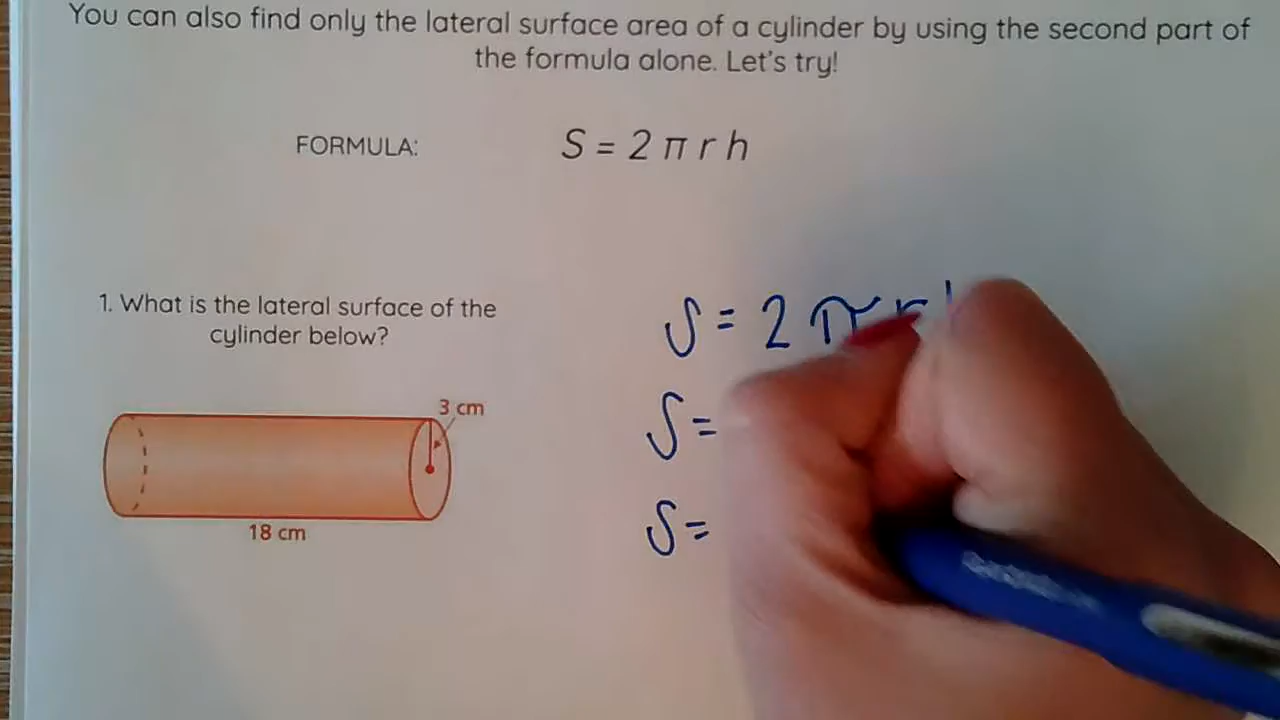 You can also find only the lateral surface area of a cylinder by using the second part of
the formula alone. Let's try!
FORMULA: S = 2 π r h
1. What is the lateral surface of the
cylinder below?
3 cm
18 cm
S = 2 π r
S =
S =